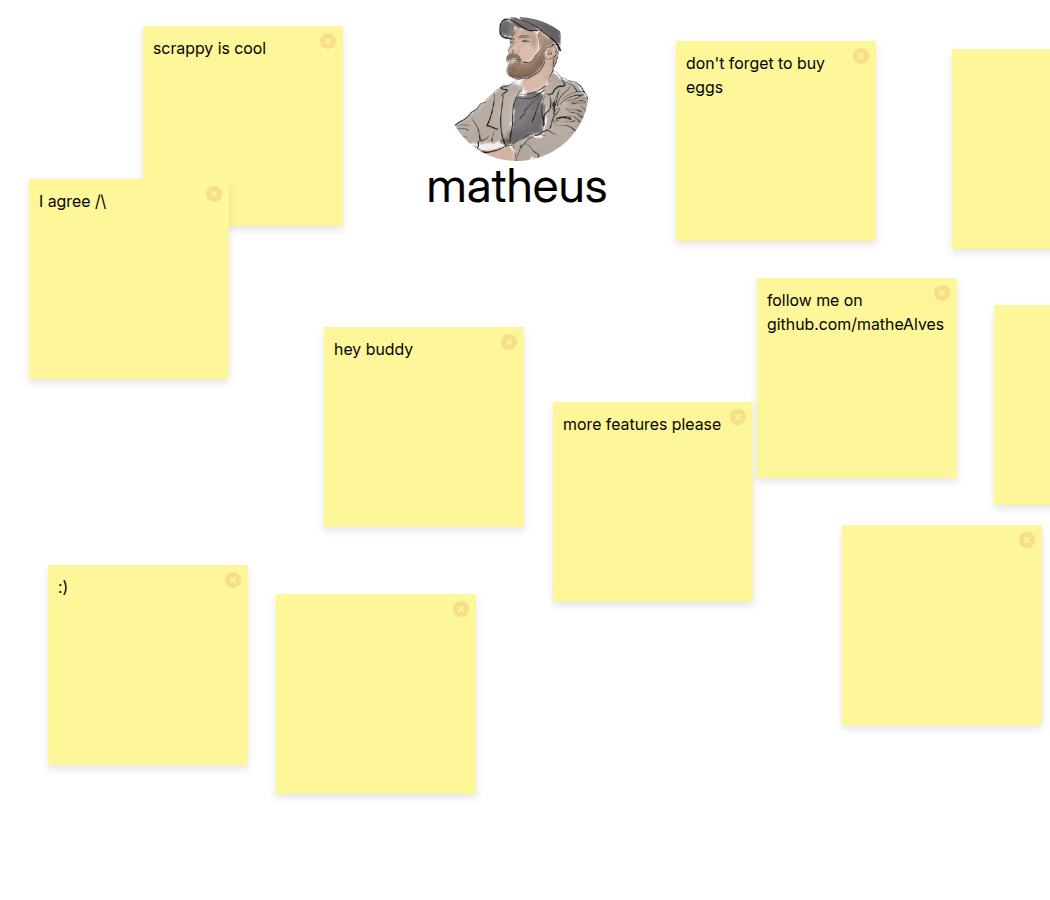 scrappy is cool
I agree /\
matheus
don't forget to buy
eggs
hey buddy
more features please
follow me on
github.com/matheAlves
:)